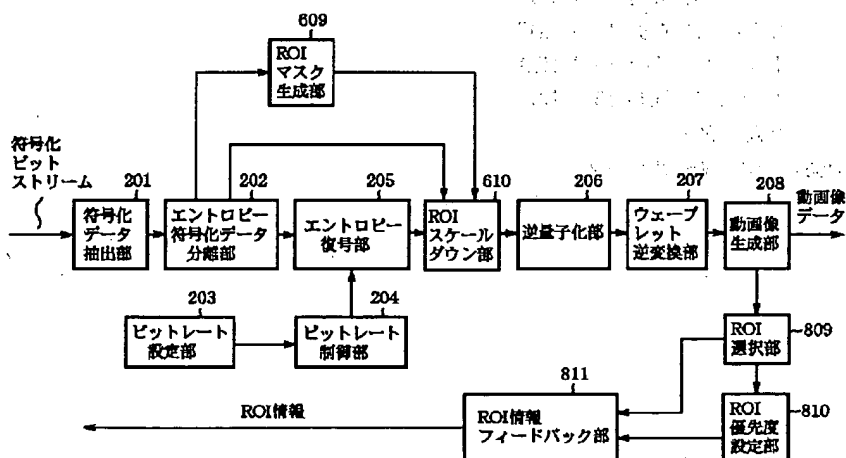 609
ROI
マスク
生成部
符号化
ビット
ストリーム
201
202
205
610
206
207
208
動画像
データ
符号化
データ
抽出部
エントロピー
符号化データ
分離部
エントロピー
復号部
ROI
スケール
ダウン部
逆量子化部
ウェーブ
レット
逆変換部
動画像
生成部
203
204
ビットレート
設定部
ビットレート
制御部
ROI
選択部
809
811
ROI情報
ROI情報
フィードバック部
ROI
優先度
設定部
810